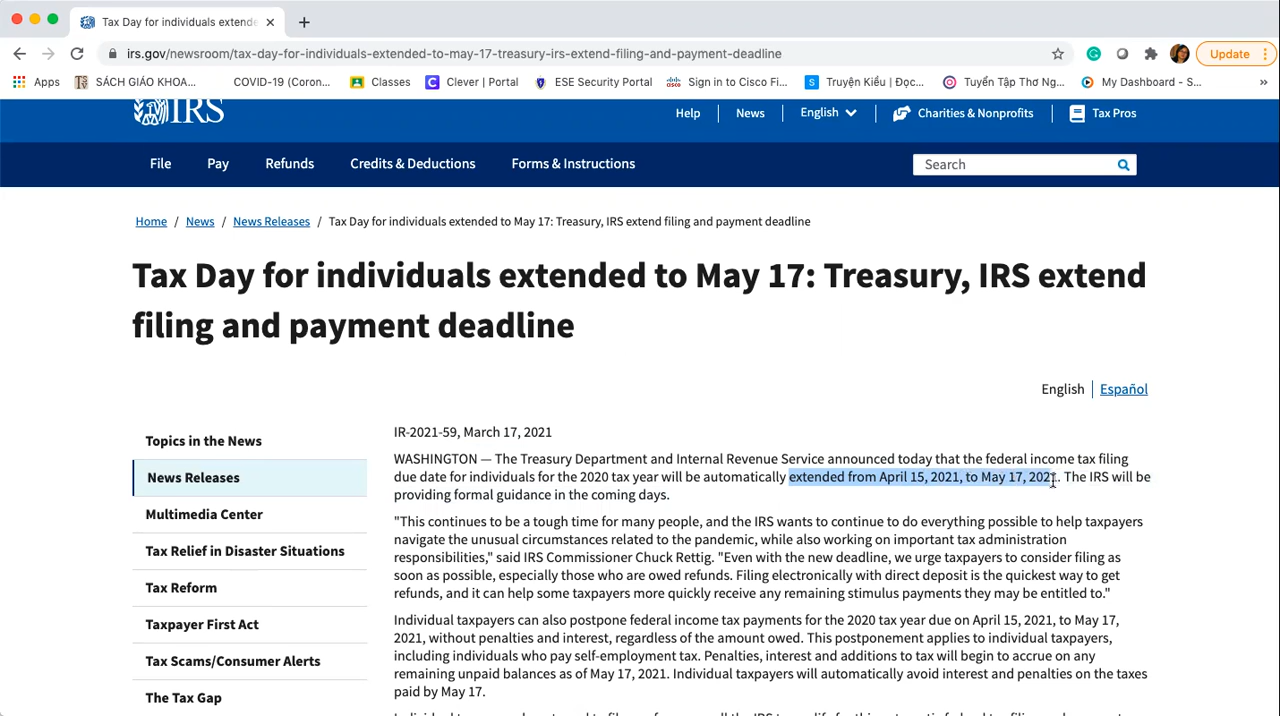 Tax Day for individuals extende
irs.gov/newsroom/tax-day-for-individuals-extended-to-may-17-treasury-irs-extend-filing-and-payment-deadline
Update
Apps
SÁCH GIÁO KHOA...
COVID-19 (Coron...
Classes
Clever | Portal
ESE Security Portal
Sign in to Cisco Fi...
Truyện Kiều | Đọc...
Tuyển Tập Thơ Ng...
My Dashboard - S...
»
IRS
Help
News
English
Charities & Nonprofits
Tax Pros
File
Pay
Refunds
Credits & Deductions
Forms & Instructions
Search
Home / News / News Releases / Tax Day for individuals extended to May 17: Treasury, IRS extend filing and payment deadline
Tax Day for individuals extended to May 17: Treasury, IRS extend
filing and payment deadline
English | Español
Topics in the News
News Releases
Multimedia Center
Tax Relief in Disaster Situations
Tax Reform
Taxpayer First Act
Tax Scams/Consumer Alerts
The Tax Gap
IR-2021-59, March 17, 2021
WASHINGTON — The Treasury Department and Internal Revenue Service announced today that the federal income tax filing
due date for individuals for the 2020 tax year will be automatically extended from April 15, 2021, to May 17, 2021. The IRS will be
providing formal guidance in the coming days.
"This continues to be a tough time for many people, and the IRS wants to continue to do everything possible to help taxpayers
navigate the unusual circumstances related to the pandemic, while also working on important tax administration
responsibilities," said IRS Commissioner Chuck Rettig. "Even with the new deadline, we urge taxpayers to consider filing as
soon as possible, especially those who are owed refunds. Filing electronically with direct deposit is the quickest way to get
refunds, and it can help some taxpayers more quickly receive any remaining stimulus payments they may be entitled to."
Individual taxpayers can also postpone federal income tax payments for the 2020 tax year due on April 15, 2021, to May 17,
2021, without penalties and interest, regardless of the amount owed. This postponement applies to individual taxpayers,
including individuals who pay self-employment tax. Penalties, interest and additions to tax will begin to accrue on any
remaining unpaid balances as of May 17, 2021. Individual taxpayers will automatically avoid interest and penalties on the taxes
paid by May 17.